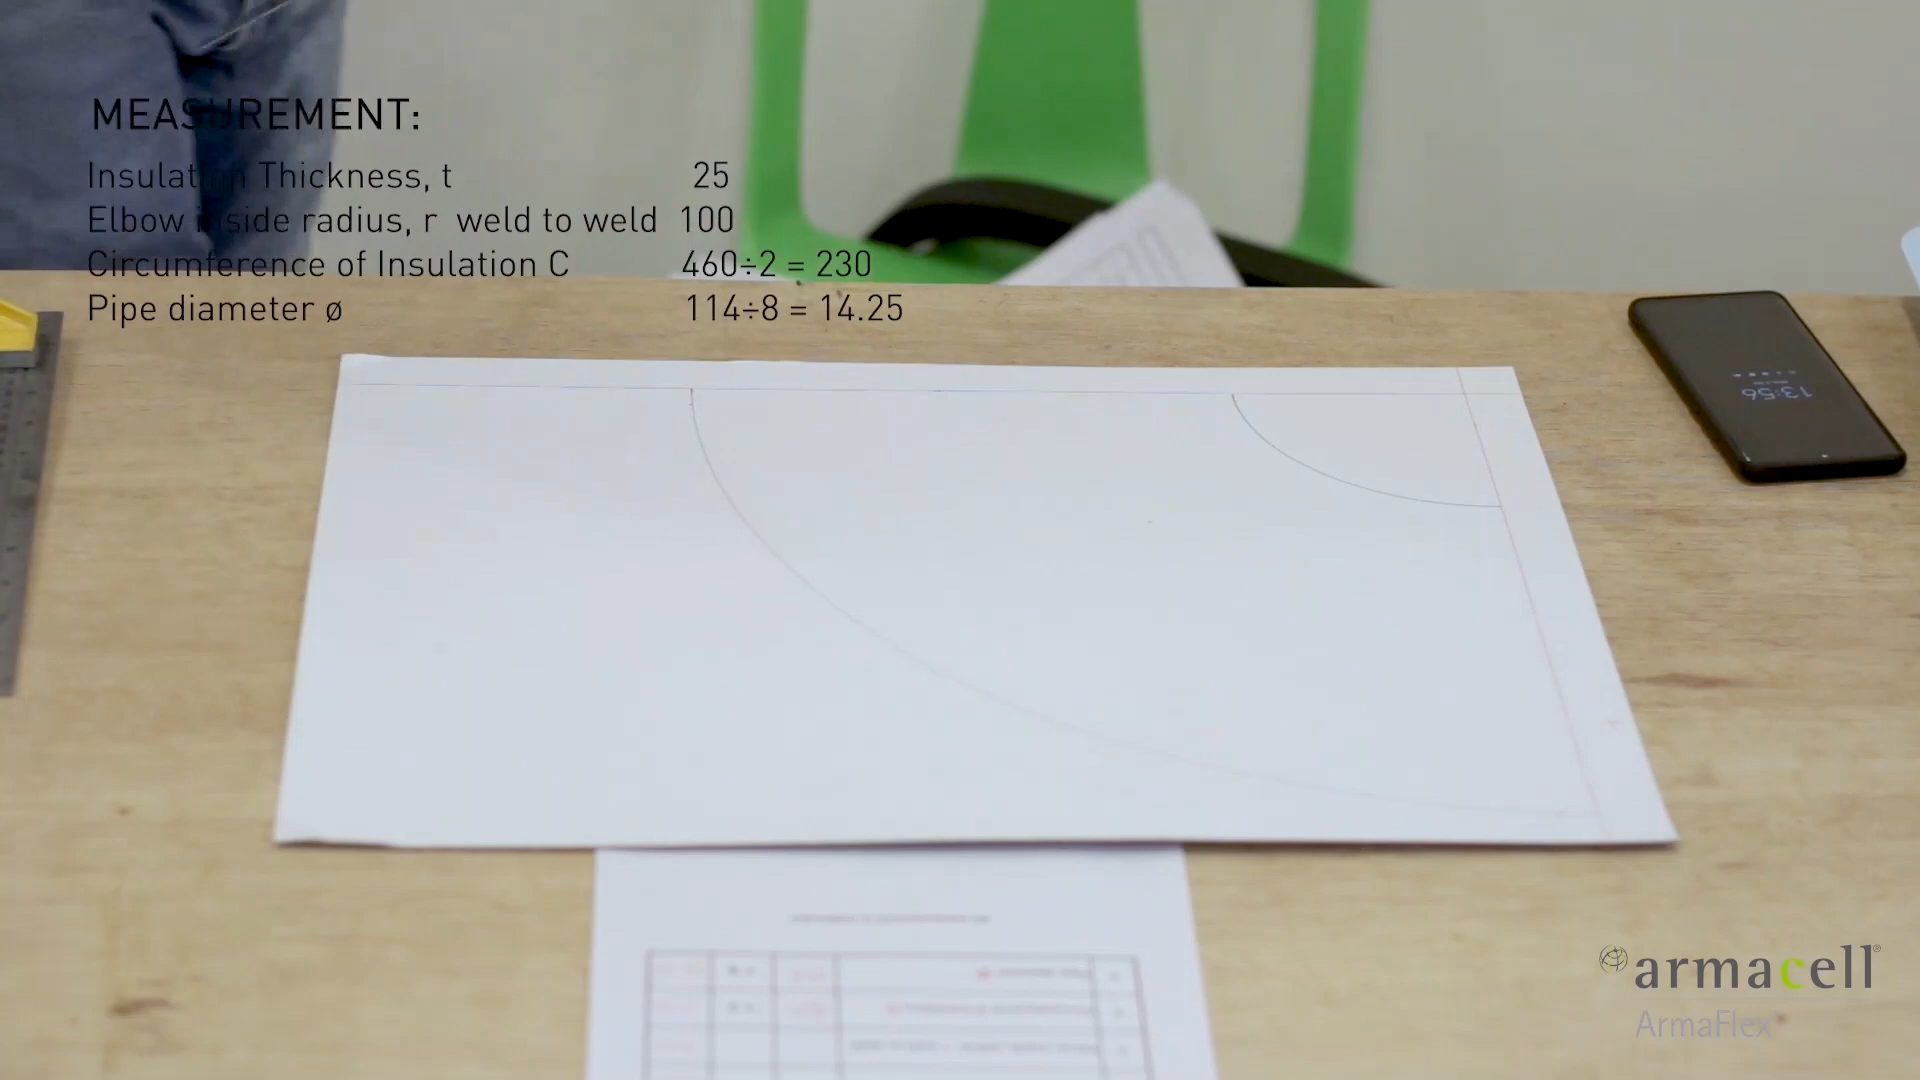 MEASUREMENT:
Insulation Thickness, t 25
Elbow inside radius, r weld to weld 100
Circumference of Insulation C 460÷2 = 230
Pipe diameter ø 114÷8 = 14.25
13:56
armacell®
ArmaFlex